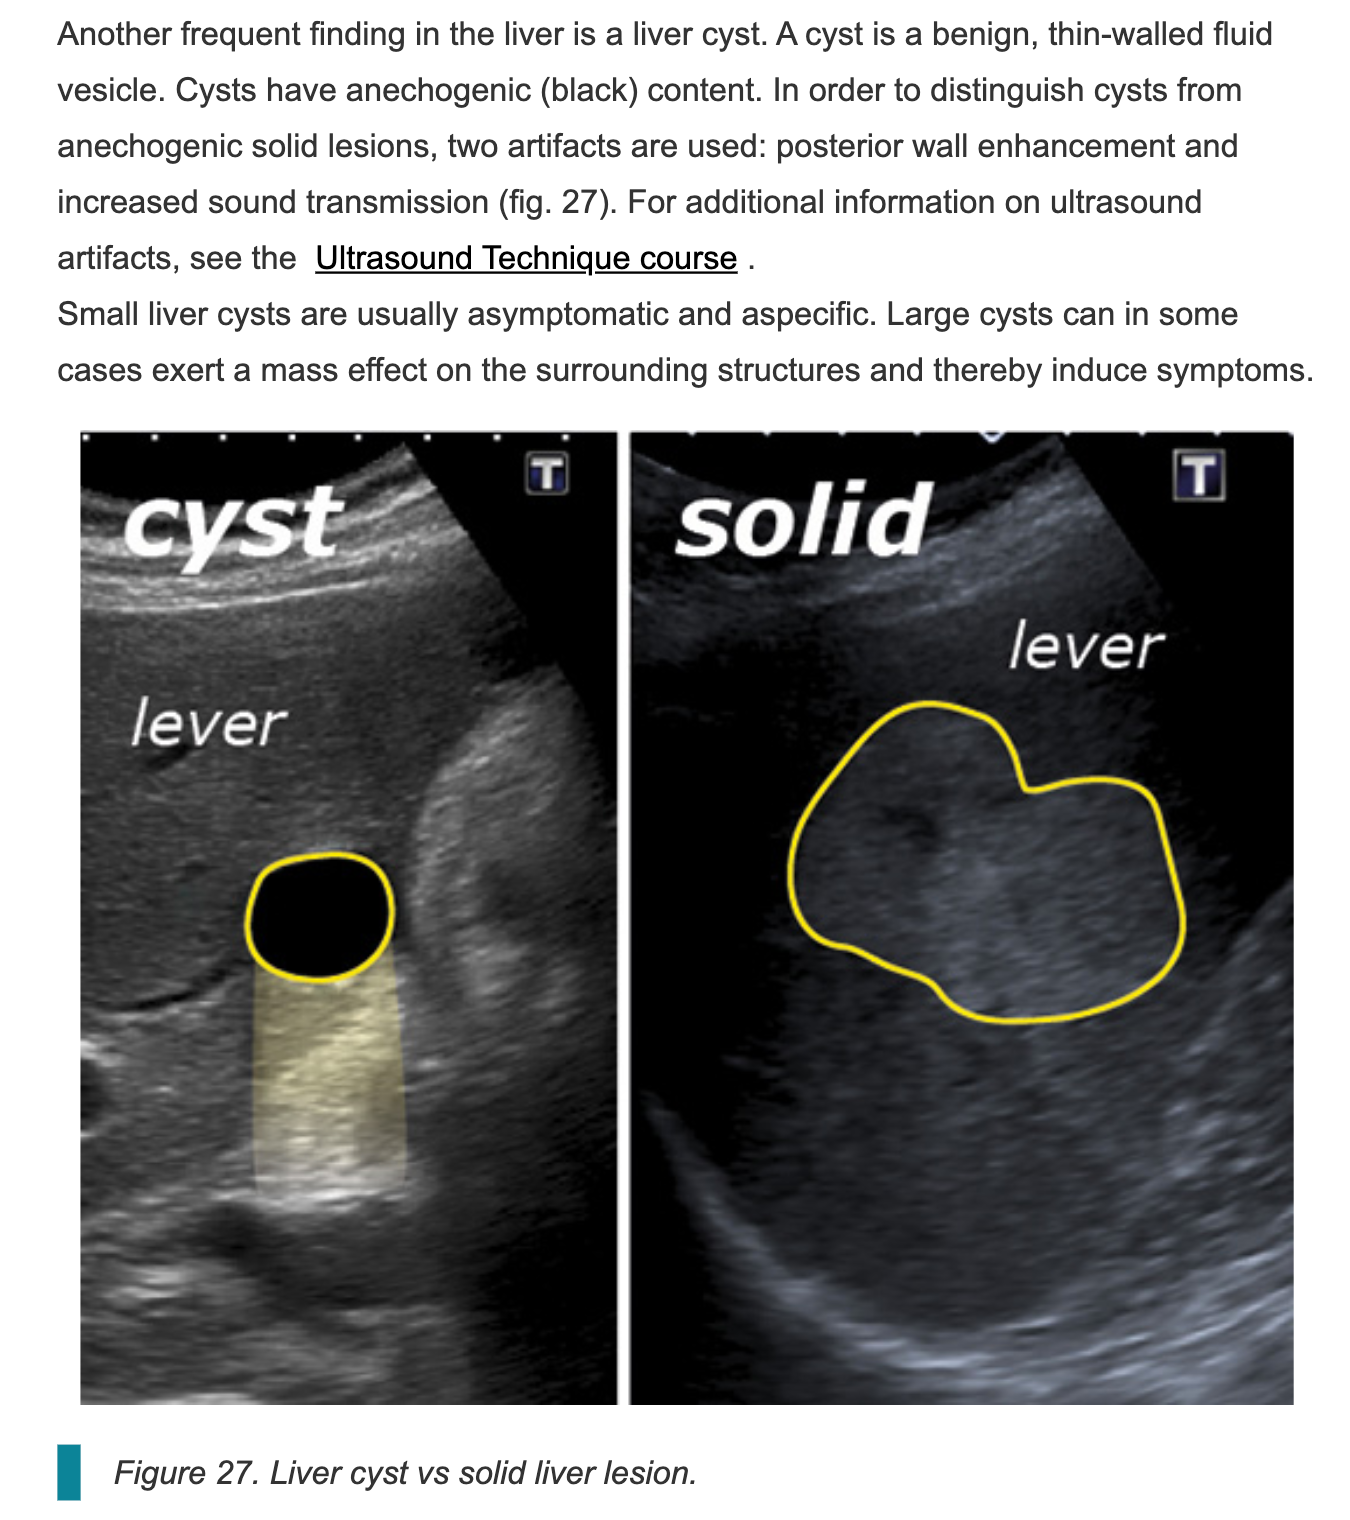 Another frequent finding in the liver is a liver cyst. A cyst is a benign, thin-walled fluid
vesicle. Cysts have anechogenic (black) content. In order to distinguish cysts from
anechogenic solid lesions, two artifacts are used: posterior wall enhancement and
increased sound transmission (fig. 27). For additional information on ultrasound
artifacts, see the Ultrasound Technique course .
Small liver cysts are usually asymptomatic and aspecific. Large cysts can in some
cases exert a mass effect on the surrounding structures and thereby induce symptoms.
T
cyst
lever
T
solid
lever
Figure 27. Liver cyst vs solid liver lesion.